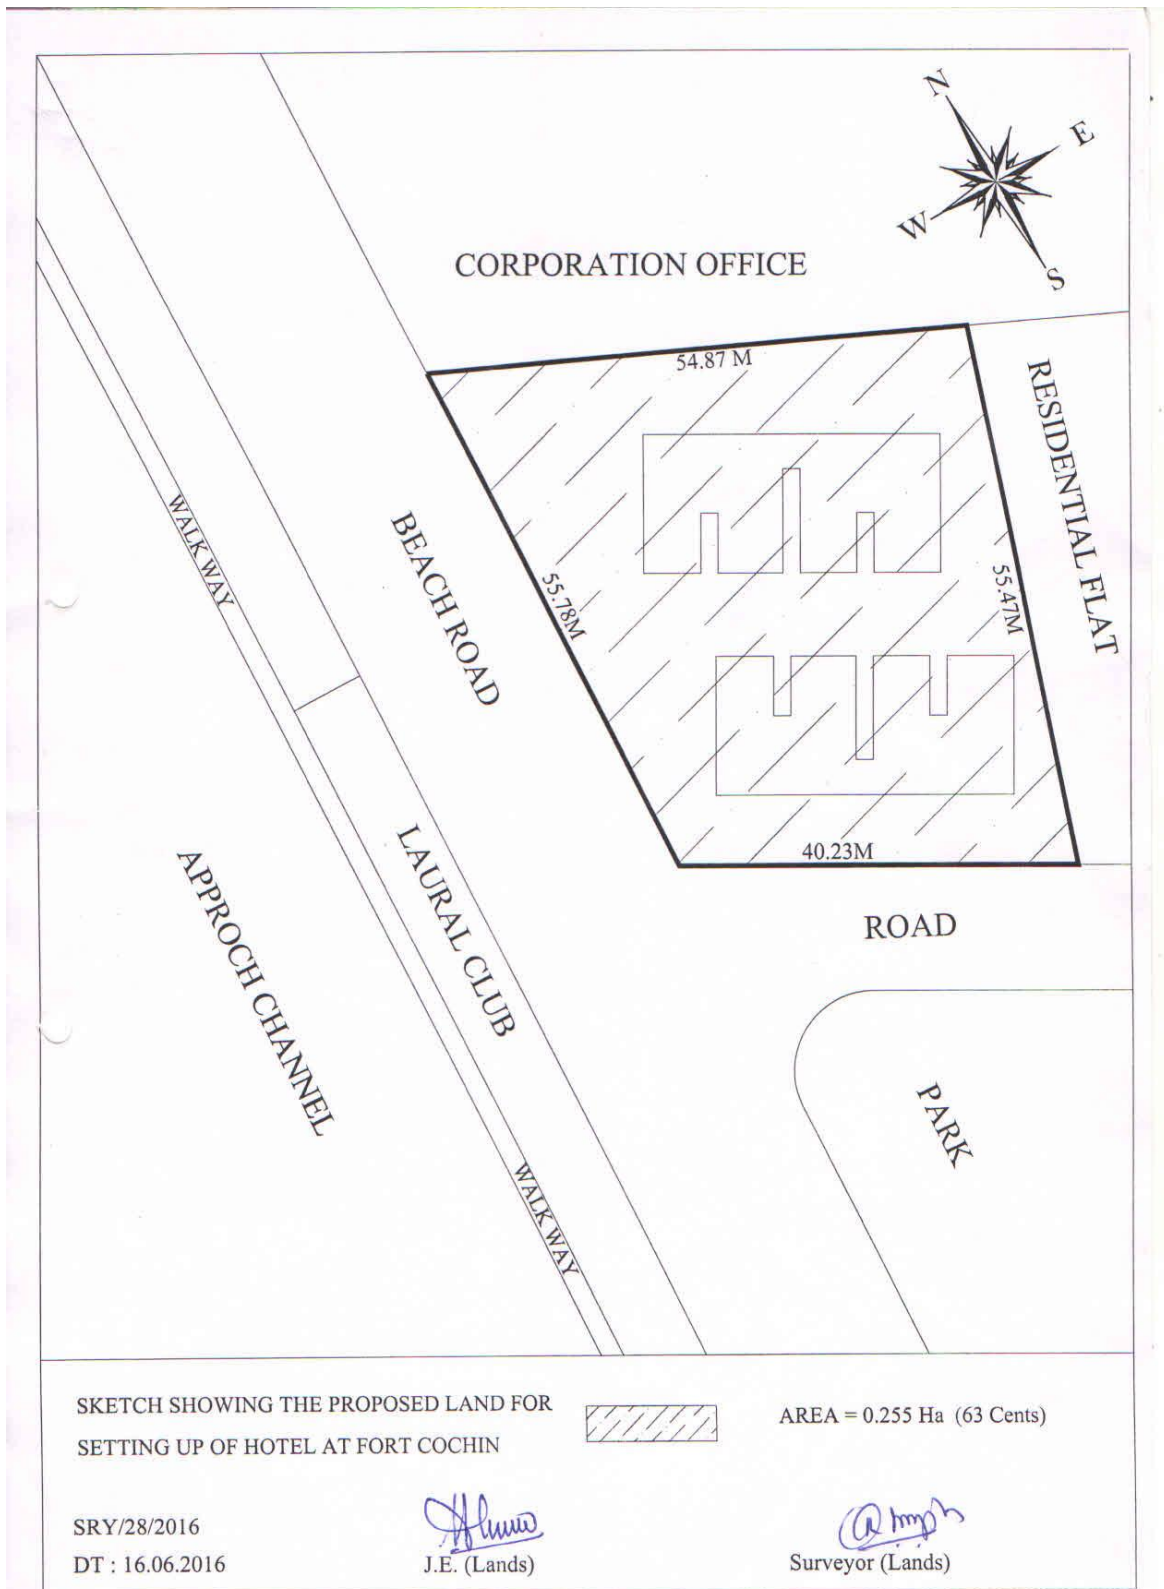 N
E
W
S
CORPORATION OFFICE
54.87 M
RESIDENTIAL FLAT
WALK WAY
BEACH ROAD
55.78M
55.47M
40.23M
LAURAL CLUB
APPROCH CHANNEL
ROAD
PARK
WALK WAY
SKETCH SHOWING THE PROPOSED LAND FOR
SETTING UP OF HOTEL AT FORT COCHIN
AREA = 0.255 Ha (63 Cents)
SRY/28/2016
DT : 16.06.2016
J.E. (Lands)
Surveyor (Lands)